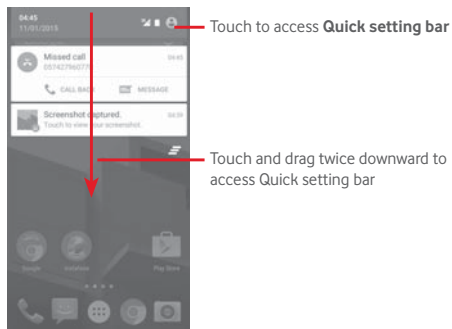 04:45
11/01/2015
Touch to access Quick setting bar
Missed call 04:45
CALL BACK MESSAGE
Screenshot captured. 04:39
Touch to view your screenshot.
Touch and drag twice downward to
access Quick setting bar
Google
Vodafone
Play Store